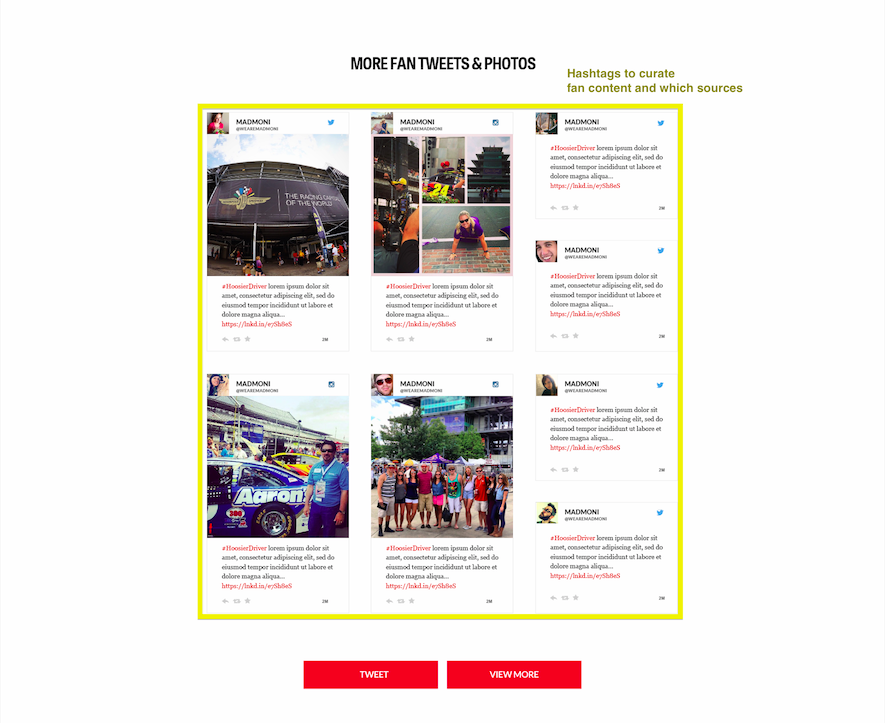 MORE FAN TWEETS & PHOTOS
Hashtags to curate
fan content and which sources
MADMONI
@WEAREMADMONI
THE RACING CAPITAL
OF THE WORLD
#HoosierDriver lorem ipsum dolor sit
amet, consectetur adipiscing elit, sed do
eiusmod tempor incididunt ut labore et
dolore magna aliqua...
https://lnkd.in/e7Sh8eS
2M
MADMONI
@WEAREMADMONI
24
#HoosierDriver lorem ipsum dolor sit
amet, consectetur adipiscing elit, sed do
eiusmod tempor incididunt ut labore et
dolore magna aliqua...
https://lnkd.in/e7Sh8eS
2M
MADMONI
@WEAREMADMONI
#HoosierDriver lorem ipsum dolor sit
amet, consectetur adipiscing elit, sed do
eiusmod tempor incididunt ut labore et
dolore magna aliqua...
https://lnkd.in/e7Sh8eS
2M
MADMONI
@WEAREMADMONI
#HoosierDriver lorem ipsum dolor sit
amet, consectetur adipiscing elit, sed do
eiusmod tempor incididunt ut labore et
dolore magna aliqua...
https://lnkd.in/e7Sh8eS
2M
MADMONI
@WEAREMADMONI
Aaron's
#HoosierDriver lorem ipsum dolor sit
amet, consectetur adipiscing elit, sed do
eiusmod tempor incididunt ut labore et
dolore magna aliqua...
https://lnkd.in/e7Sh8eS
2M
MADMONI
@WEAREMADMONI
#HoosierDriver lorem ipsum dolor sit
amet, consectetur adipiscing elit, sed do
eiusmod tempor incididunt ut labore et
dolore magna aliqua...
https://lnkd.in/e7Sh8eS
2M
MADMONI
@WEAREMADMONI
#HoosierDriver lorem ipsum dolor sit
amet, consectetur adipiscing elit, sed do
eiusmod tempor incididunt ut labore et
dolore magna aliqua...
https://lnkd.in/e7Sh8eS
2M
MADMONI
@WEAREMADMONI
#HoosierDriver lorem ipsum dolor sit
amet, consectetur adipiscing elit, sed do
eiusmod tempor incididunt ut labore et
dolore magna aliqua...
https://lnkd.in/e7Sh8eS
2M
TWEET
VIEW MORE